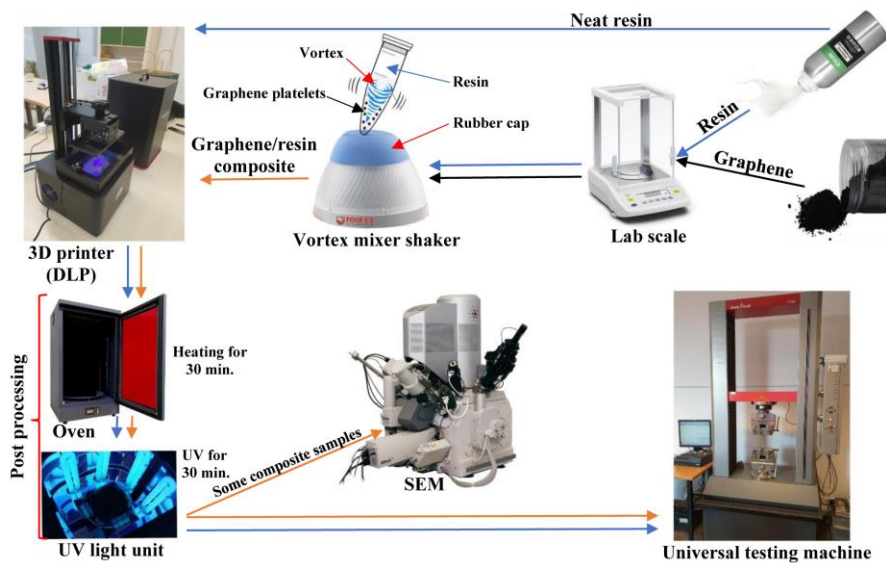 Neat resin
Vortex
Resin
Graphene platelets
Rubber cap
Resin
Graphene
Graphene/resin
composite
Vortex mixer shaker
Lab scale
3D printer
(DLP)
Post processing
Heating for
30 min.
Oven
UV for
30 min.
Some composite samples
SEM
UV light unit
Universal testing machine